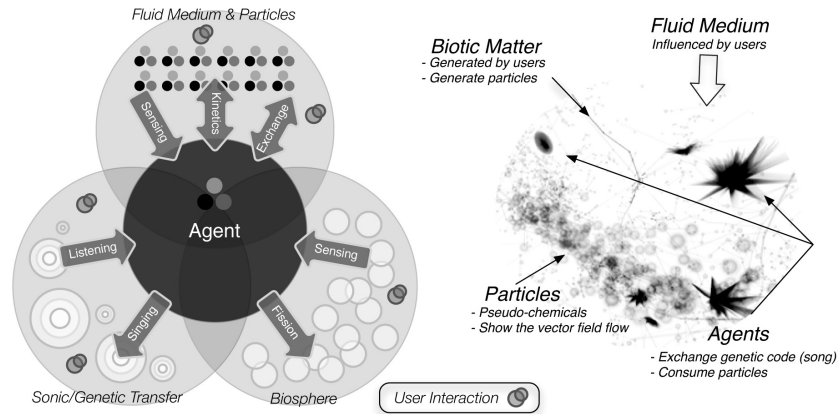 Fluid Medium & Particles
Sensing
Kinetics
Exchange
Agent
Listening
Sensing
Singing
Fission
Sonic/Genetic Transfer
Biosphere
User Interaction
Biotic Matter
- Generated by users
- Generate particles
Fluid Medium
Influenced by users
Particles
- Pseudo-chemicals
- Show the vector field flow
Agents
- Exchange genetic code (song)
- Consume particles